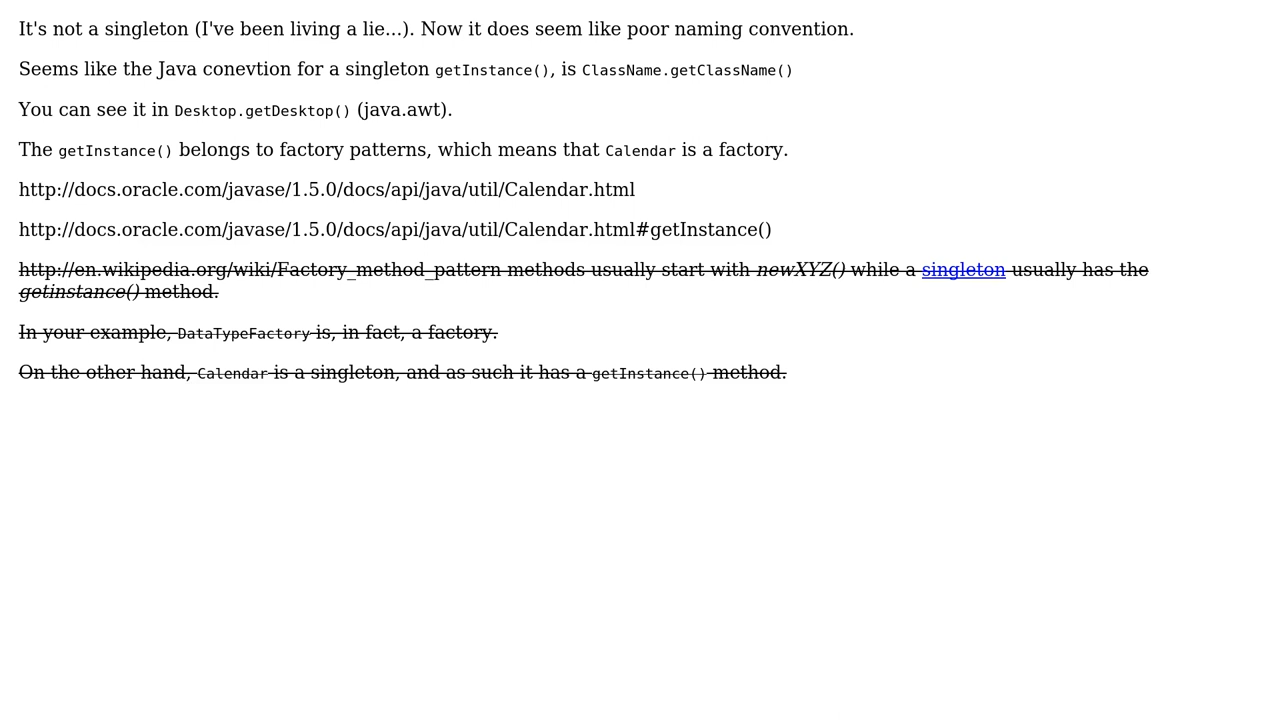 It's not a singleton (I've been living a lie...). Now it does seem like poor naming convention.
Seems like the Java conevtion for a singleton getInstance(), is ClassName.getClassName()
You can see it in Desktop.getDesktop() (java.awt).
The getInstance() belongs to factory patterns, which means that Calendar is a factory.
http://docs.oracle.com/javase/1.5.0/docs/api/java/util/Calendar.html
http://docs.oracle.com/javase/1.5.0/docs/api/java/util/Calendar.html#getInstance()
http://en.wikipedia.org/wiki/Factory_method_pattern methods usually start with newXYZ() while a singleton usually has the
getinstance() method.
In your example, DataTypeFactory is, in fact, a factory.
On the other hand, Calendar is a singleton, and as such it has a getInstance() method.